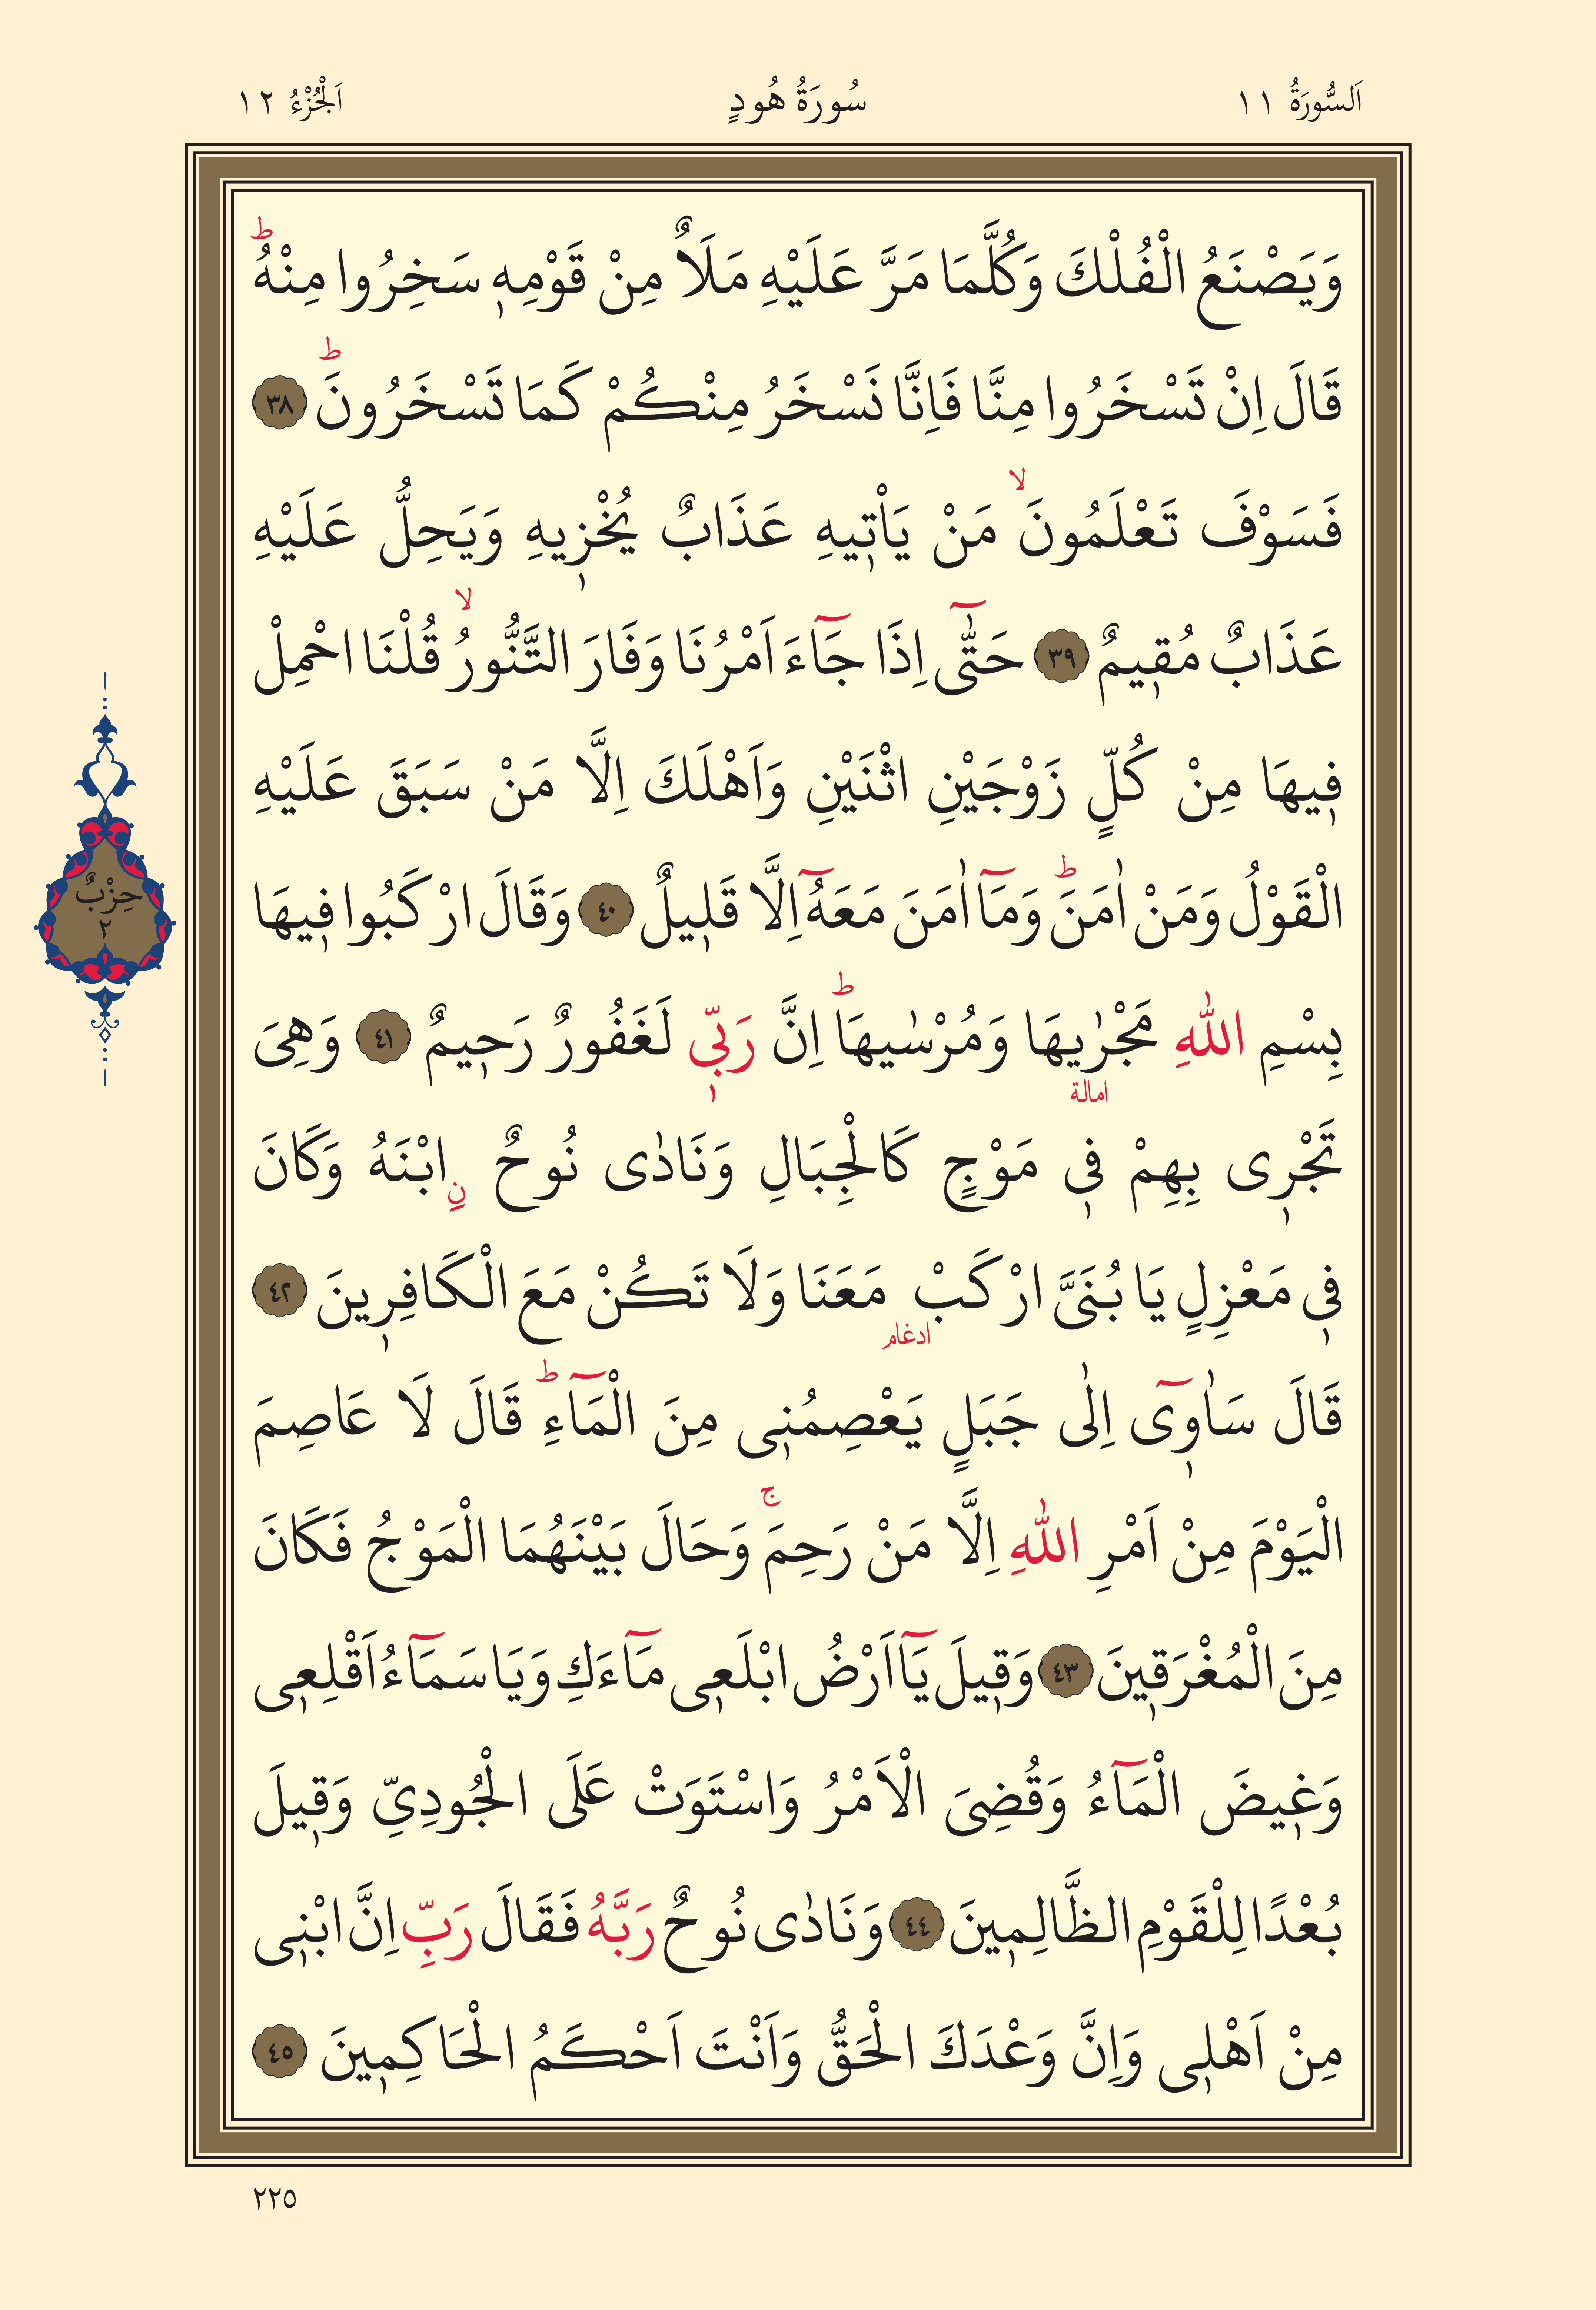 اَلسُّورَةُ ١١ سُورَةُ هُودٍ اَلْجُزْءُ ١٢
وَيَصْنَعُ الْفُلْكَ وَكُلَّمَا مَرَّ عَلَيْهِ مَلَاٌ مِنْ قَوْمِهٖ سَخِرُوا مِنْهُ ؕ
قَالَ اِنْ تَسْخَرُوا مِنَّا فَاِنَّا نَسْخَرُ مِنْكُمْ كَمَا تَسْخَرُونَ ؕ ٣٨
فَسَوْفَ تَعْلَمُونَ ۙ مَنْ يَاْتٖيهِ عَذَابٌ يُخْزٖيهِ وَيَحِلُّ عَلَيْهِ
عَذَابٌ مُقٖيمٌ ٣٩ حَتّٰٓى اِذَا جَٓاءَ اَمْرُنَا وَفَارَ التَّنُّورُ ۙ قُلْنَا احْمِلْ
فٖيهَا مِنْ كُلٍّ زَوْجَيْنِ اثْنَيْنِ وَاَهْلَكَ اِلَّا مَنْ سَبَقَ عَلَيْهِ
الْقَوْلُ وَمَنْ اٰمَنَ ؕ وَمَٓا اٰمَنَ مَعَهُٓ اِلَّا قَلٖيلٌ ٤٠ وَقَالَ ارْكَبُوا فٖيهَا
بِسْمِ اللّٰهِ مَجْرٰۭيهَا وَمُرْسٰيهَا ؕ اِنَّ رَبّٖى لَغَفُورٌ رَحٖيمٌ ٤١ وَهِىَ
امالة
تَجْرٖى بِهِمْ فٖى مَوْجٍ كَالْجِبَالِ وَنَادٰى نُوحٌ نِ ابْنَهُ وَكَانَ
فٖى مَعْزِلٍ يَا بُنَىَّ ارْكَبْ مَعَنَا وَلَا تَكُنْ مَعَ الْكَافِرٖينَ ٤٢
ادغام
قَالَ سَاٰوٖٓى اِلٰى جَبَلٍ يَعْصِمُنٖى مِنَ الْمَٓاءِ ؕ قَالَ لَا عَاصِمَ
الْيَوْمَ مِنْ اَمْرِ اللّٰهِ اِلَّا مَنْ رَحِمَ ۚ وَحَالَ بَيْنَهُمَا الْمَوْجُ فَكَانَ
مِنَ الْمُغْرَقٖينَ ٤٣ وَقٖيلَ يَٓا اَرْضُ ابْلَعٖى مَٓاءَكِ وَيَا سَمَٓاءُ اَقْلِعٖى
وَغٖيضَ الْمَٓاءُ وَقُضِىَ الْاَمْرُ وَاسْتَوَتْ عَلَى الْجُودِىِّ وَقٖيلَ
بُعْدًا لِلْقَوْمِ الظَّالِمٖينَ ٤٤ وَنَادٰى نُوحٌ رَبَّهُ فَقَالَ رَبِّ اِنَّ ابْنٖى
مِنْ اَهْلٖى وَاِنَّ وَعْدَكَ الْحَقُّ وَاَنْتَ اَحْكَمُ الْحَاكِمٖينَ ٤٥
حِزْبٌ
٢
٢٢٥